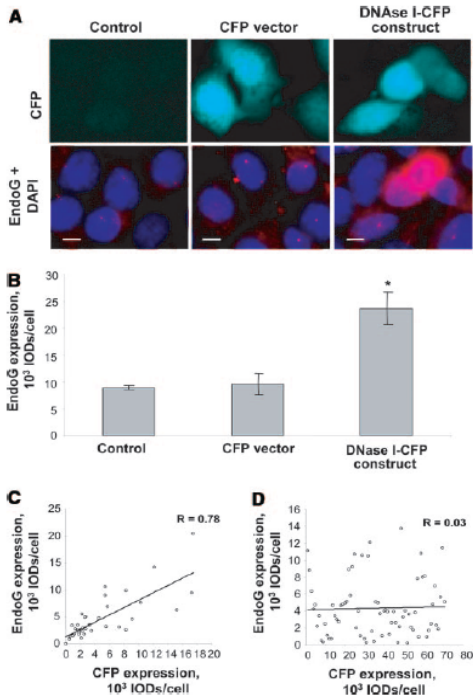 A
Control
CFP vector
DNAse I-CFP
construct
CFP
EndoG +
DAPI
B
EndoG expression,
10³ IODs/cell
30
25
20
15
10
5
0
*
Control
CFP vector
DNase I-CFP
construct
C
EndoG expression,
10³ IODs/cell
25
20
15
10
5
0
R = 0.78
0 2 4 6 8 10 12 14 16 18 20
CFP expression,
10³ IODs/cell
D
EndoG expression,
10³ IODs/cell
16
14
12
10
8
6
4
2
0
R = 0.03
0 10 20 30 40 50 60 70 80
CFP expression,
10³ IODs/cell